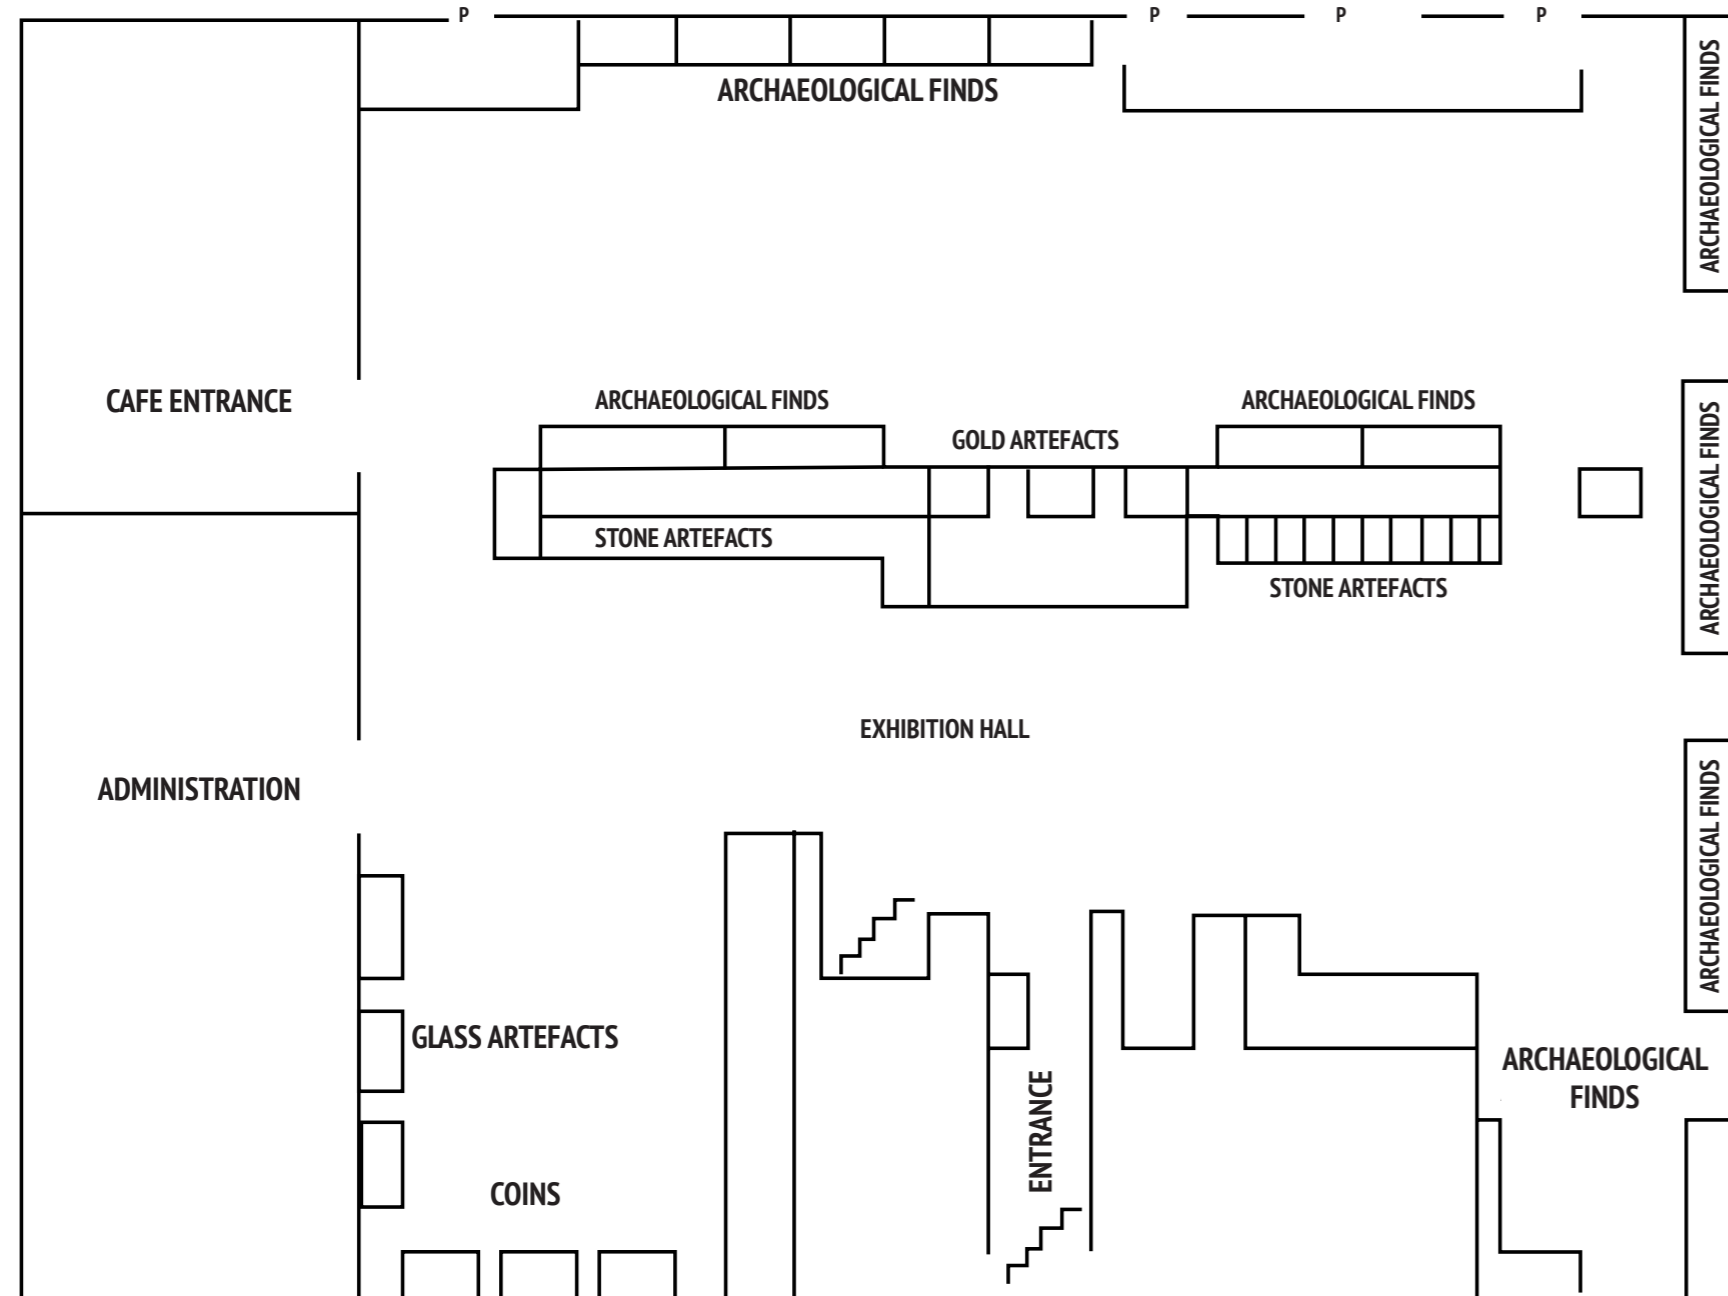 P
P
P
P
ARCHAEOLOGICAL FINDS
ARCHAEOLOGICAL FINDS
CAFE ENTRANCE
ARCHAEOLOGICAL FINDS
ARCHAEOLOGICAL FINDS
GOLD ARTEFACTS
ARCHAEOLOGICAL FINDS
STONE ARTEFACTS
STONE ARTEFACTS
EXHIBITION HALL
ADMINISTRATION
ARCHAEOLOGICAL FINDS
GLASS ARTEFACTS
ENTRANCE
ARCHAEOLOGICAL
FINDS
COINS